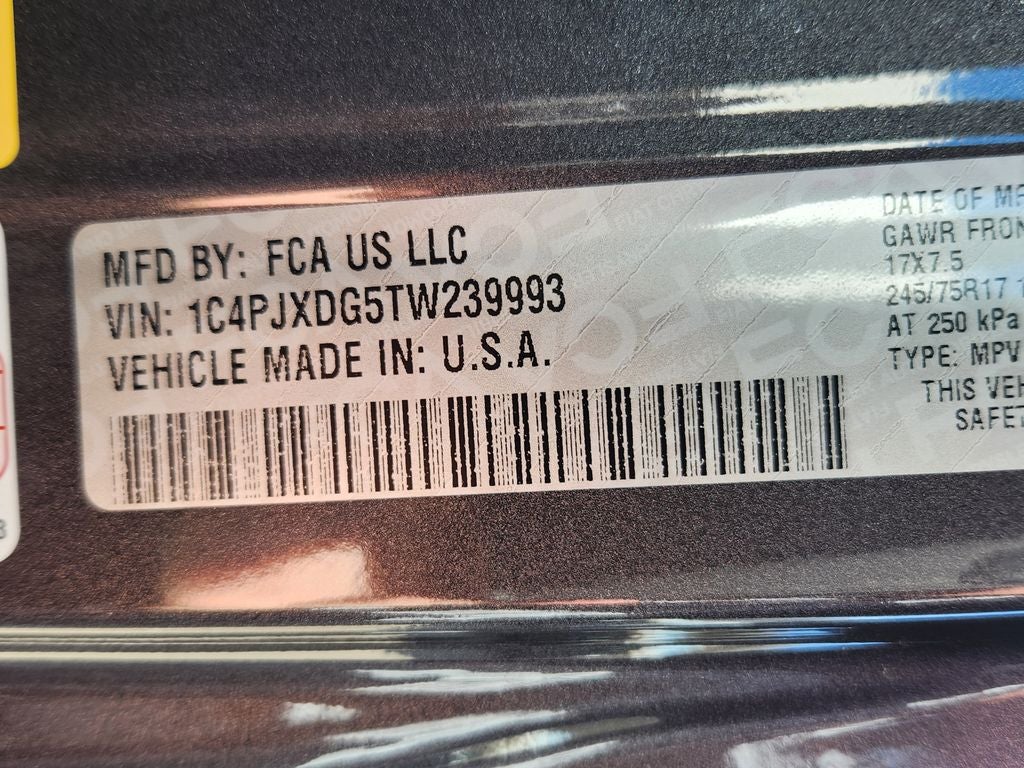 MFD BY: FCA US LLC
VIN: 1C4PJXDG5TW239993
VEHICLE MADE IN: U.S.A.
DATE OF
GAWR FRON
17X7.5
245/75R17
AT 250 kPa
TYPE: MPV
THIS VEH
SAFET